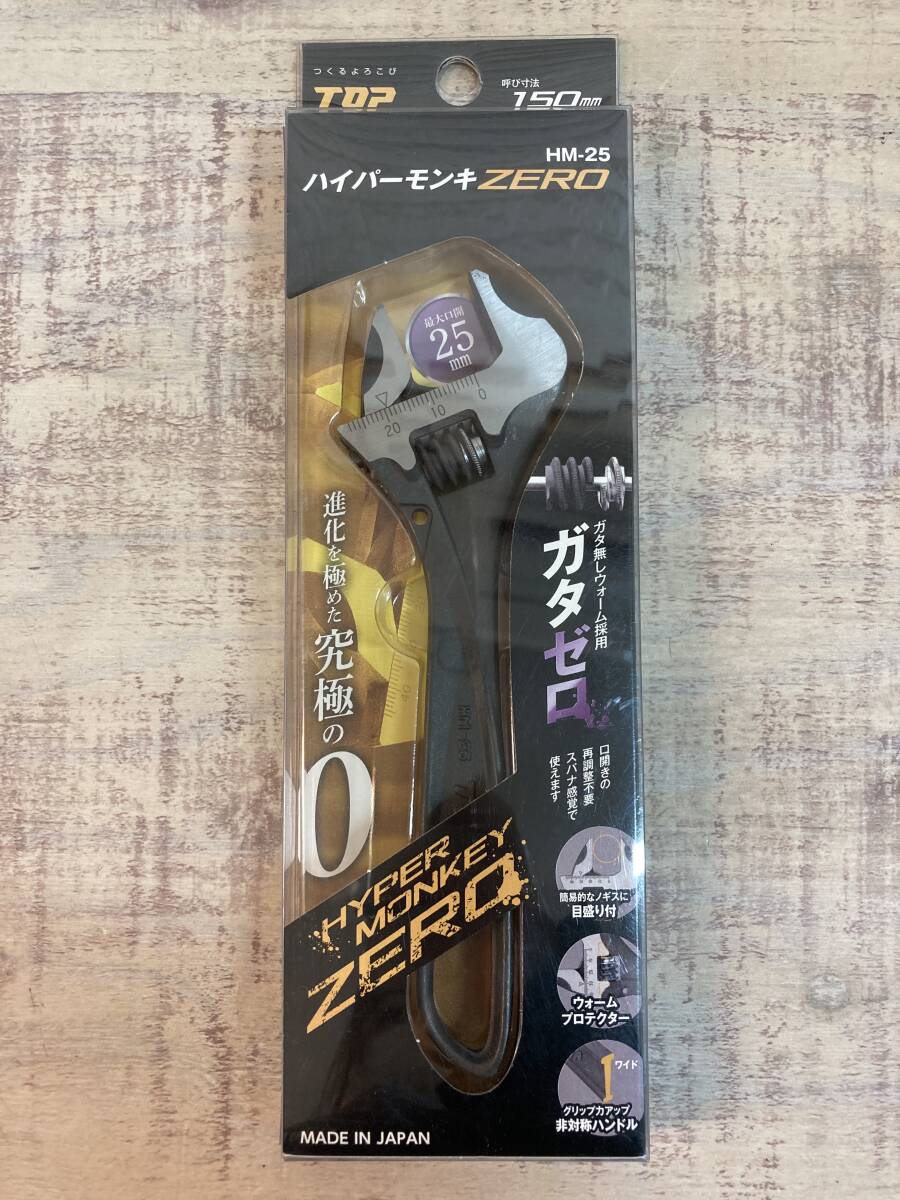 つくるよろこび
TOP
呼び寸法
150mm
HM-25
ハイパーモンキZERO
最大口開
25
mm
20 10 0
ガタ無しウォーム採用
ガタゼロ
進化を極めた
究極の
0
口開きの
再調整不要
スパナ感覚で
使えます
HYPER
MONKEY
ZERO
簡易的なノギスに
目盛り付
ウォーム
プロテクター
ワイド
グリップ力アップ
非対称ハンドル
MADE IN JAPAN